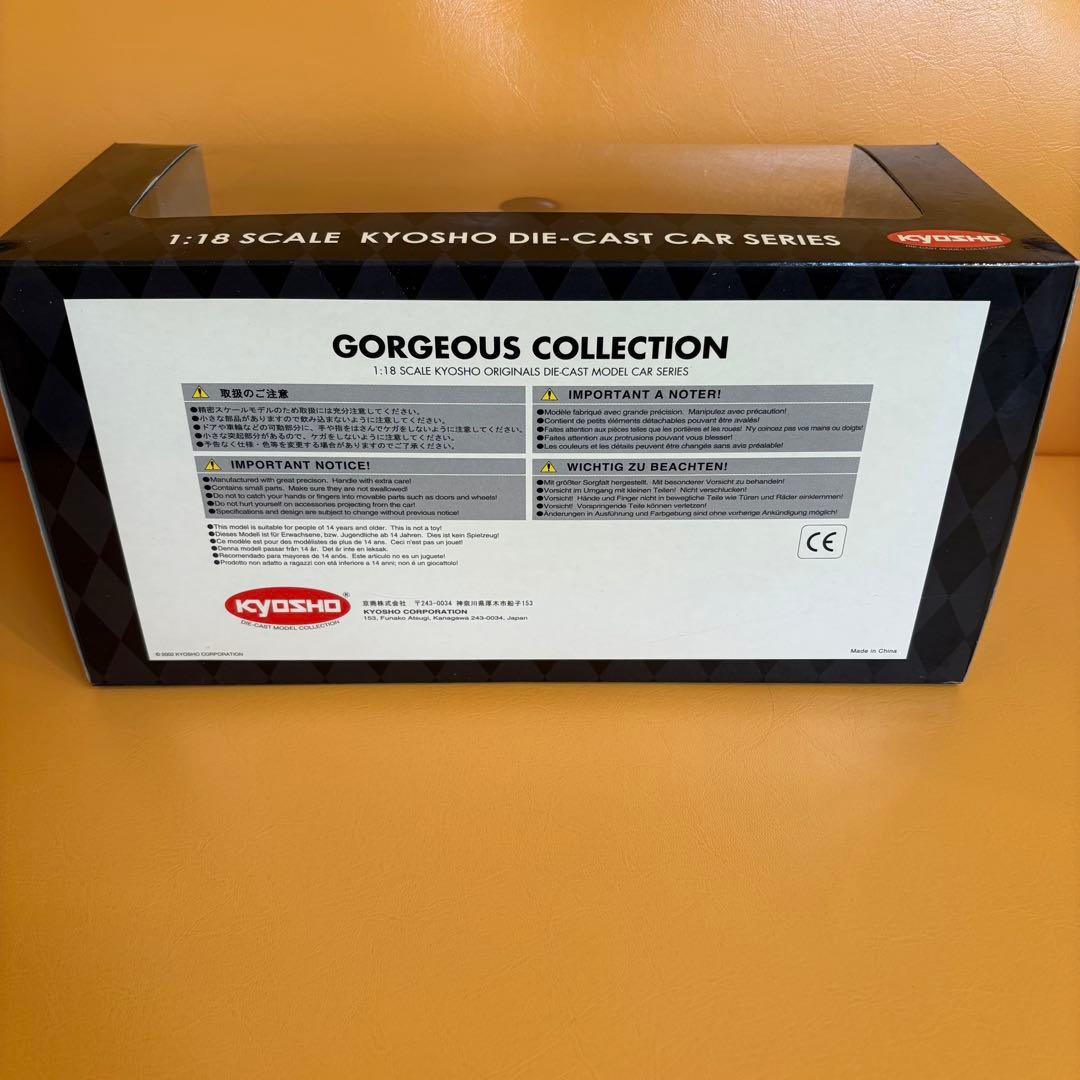 1:18 SCALE KYOSHO DIE-CAST CAR SERIES
KYOSHO
DIE-CAST MODEL COLLECTION
GORGEOUS COLLECTION
1:18 SCALE KYOSHO ORIGINALS DIE-CAST MODEL CAR SERIES
取扱のご注意
●精密スケールモデルのため取扱には充分注意してください。
●小さな部品がありますので飲み込まないように注意してください。
●ドアや車輪などの可動部分に、手や指をはさんでケガをしないように注意してください。
●小さな突起部分があるので、ケガをしないように注意してください。
●予告なく仕様・色等を変更する場合がありますのでご了承ください。
IMPORTANT A NOTER!
●Modèle fabriqué avec grande précision. Manipulez avec précaution!
●Contient de petits éléments détachables pouvant être avalés!
●Faites attention aux pièces telles que les portières et les roues! N'y coincez pas vos mains ou doigts!
●Faites attention aux protrusions pouvant vous blesser!
●Les couleurs et les détails peuvent être changés sans avis préalable!
IMPORTANT NOTICE!
●Manufactured with great precison. Handle with extra care!
●Contains small parts. Make sure they are not swallowed!
●Do not to catch your hands or fingers into movable parts such as doors and wheels!
●Do not hurt yourself on accessories projecting from the car!
●Specifications and design are subject to change without previous notice!
WICHTIG ZU BEACHTEN!
●Mit größter Sorgfalt hergestellt. Mit besonderer Vorsicht zu behandeln!
●Vorsicht im Umgang mit kleinen Teilen! Nicht verschlucken!
●Vorsicht! Hände und Finger nicht in bewegliche Teile wie Türen und Räder einklemmen!
●Vorsicht! Vorspringende Teile können verletzen!
●Änderungen in Ausführung und Farbgebung sind ohne vorherige Ankündigung möglich!
●This model is suitable for people of 14 years and older. This is not a toy!
●Dieses Modell ist für Erwachsene, bzw. Jugendliche ab 14 Jahren. Dies ist kein Spielzeug!
●Ce modèle est pour des modélistes de plus de 14 ans. Ceci n'est pas un jouet!
●Denna modell passar från 14 år. Det är inte en leksak.
●Recomendado para mayores de 14 anõs. Este artículo no es un juguete!
●Prodotto non adatto a ragazzi con età inferiore a 14 anni; non é un giocattolo!
CE
KYOSHO®
DIE-CAST MODEL COLLECTION
京商株式会社 〒243-0034 神奈川県厚木市船子153
KYOSHO CORPORATION
153, Funako Atsugi, Kanagawa 243-0034, Japan
© 2002 KYOSHO CORPORATION
Made in China